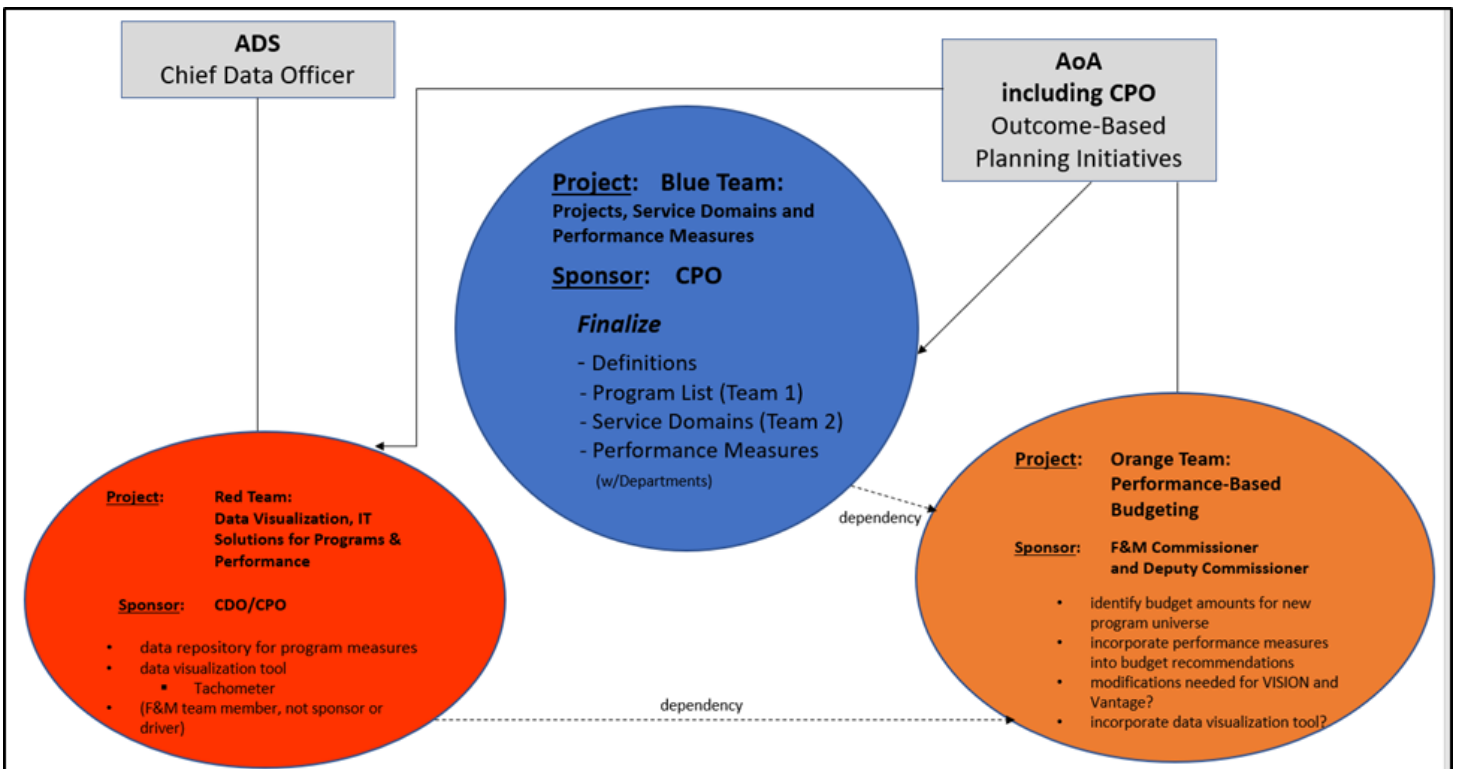 ADS
Chief Data Officer
AoA
including CPO
Outcome-Based
Planning Initiatives
Project: Blue Team:
Projects, Service Domains and
Performance Measures
Sponsor: CPO
Finalize
- Definitions
- Program List (Team 1)
- Service Domains (Team 2)
- Performance Measures
(w/Departments)
dependency
Project: Red Team:
Data Visualization, IT
Solutions for Programs &
Performance
Sponsor: CDO/CPO
• data repository for program measures
• data visualization tool
▪ Tachometer
• (F&M team member, not sponsor or
driver)
dependency
Project: Orange Team:
Performance-Based
Budgeting
Sponsor: F&M Commissioner
and Deputy Commissioner
• identify budget amounts for new
program universe
• incorporate performance measures
into budget recommendations
• modifications needed for VISION and
Vantage?
• incorporate data visualization tool?